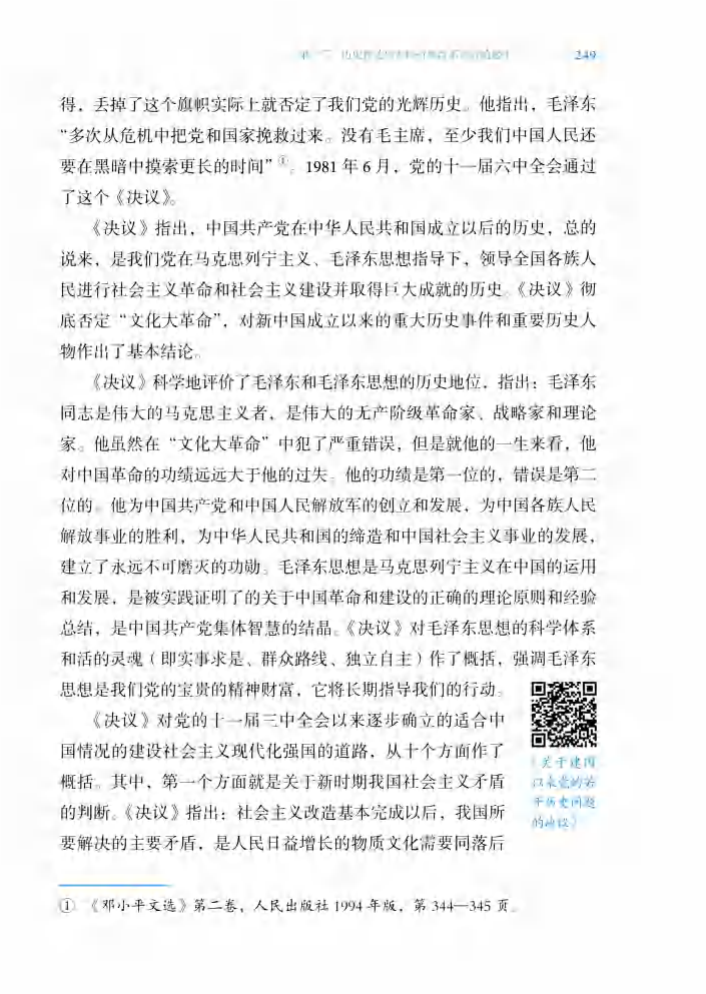 249
得，丢掉了这个旗帜实际上就否定了我们党的光辉历史。他指出，毛泽东
“多次从危机中把党和国家挽救过来。没有毛主席，至少我们中国人民还
要在黑暗中摸索更长的时间”①。1981 年 6 月，党的十一届六中全会通过
了这个《决议》。
《决议》指出，中国共产党在中华人民共和国成立以后的历史，总的
说来，是我们党在马克思列宁主义、毛泽东思想指导下，领导全国各族人
民进行社会主义革命和社会主义建设并取得巨大成就的历史。《决议》彻
底否定“文化大革命”，对新中国成立以来的重大历史事件和重要历史人
物作出了基本结论。
《决议》科学地评价了毛泽东和毛泽东思想的历史地位，指出：毛泽东
同志是伟大的马克思主义者，是伟大的无产阶级革命家、战略家和理论
家。他虽然在“文化大革命”中犯了严重错误，但是就他的一生来看，他
对中国革命的功绩远远大于他的过失。他的功绩是第一位的，错误是第二
位的。他为中国共产党和中国人民解放军的创立和发展，为中国各族人民
解放事业的胜利，为中华人民共和国的缔造和中国社会主义事业的发展，
建立了永远不可磨灭的功勋。毛泽东思想是马克思列宁主义在中国的运用
和发展，是被实践证明了的关于中国革命和建设的正确的理论原则和经验
总结，是中国共产党集体智慧的结晶。《决议》对毛泽东思想的科学体系
和活的灵魂（即实事求是、群众路线、独立自主）作了概括，强调毛泽东
思想是我们党的宝贵的精神财富，它将长期指导我们的行动。
《决议》对党的十一届三中全会以来逐步确立的适合中
国情况的建设社会主义现代化强国的道路，从十个方面作了
概括。其中，第一个方面就是关于新时期我国社会主义矛盾
的判断。《决议》指出：社会主义改造基本完成以后，我国所
要解决的主要矛盾，是人民日益增长的物质文化需要同落后
《关于建国
以来党的若
干历史问题
的决议》
① 《邓小平文选》第二卷，人民出版社 1994 年版，第 344—345 页。